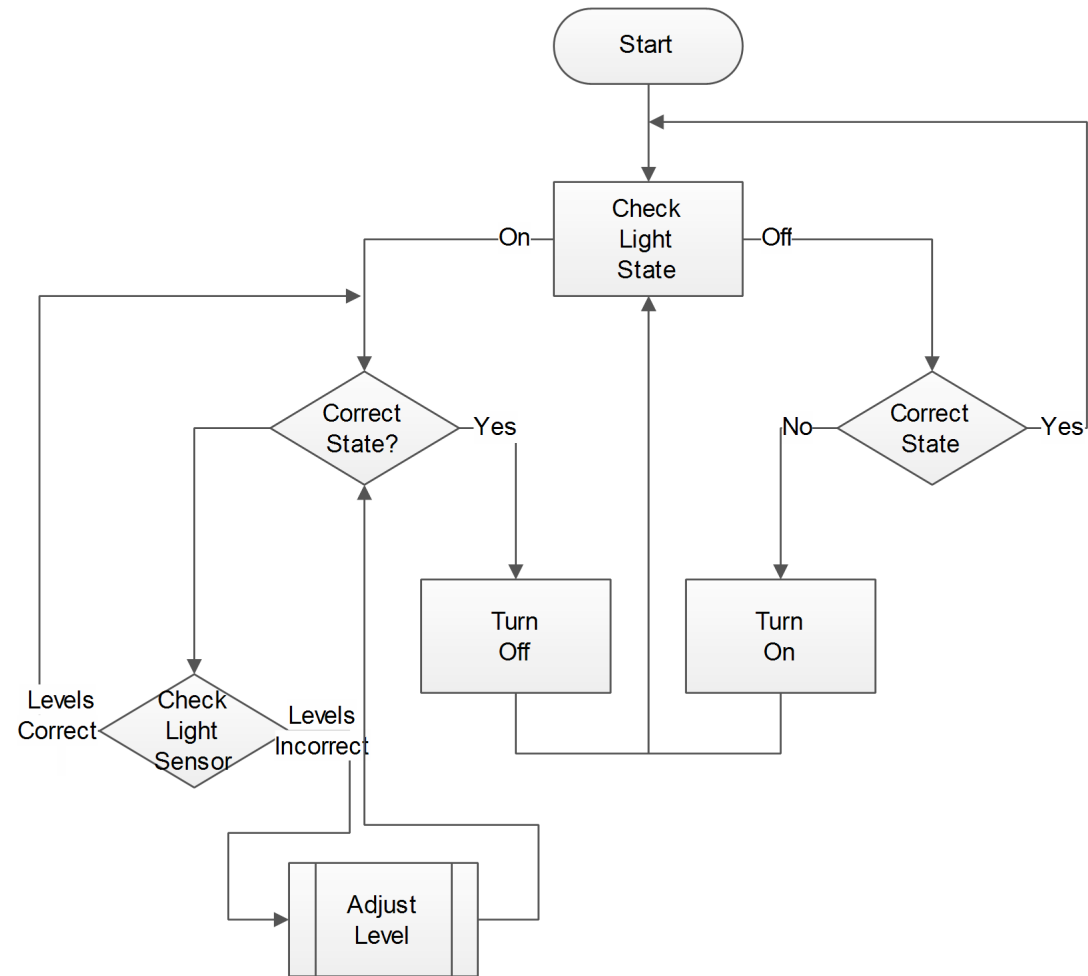 Start
Check
Light
State
On
Off
Correct
State?
Yes
No
Correct
State
Yes
Turn
Off
Turn
On
Levels
Correct
Check
Light
Sensor
Levels
Incorrect
Adjust
Level